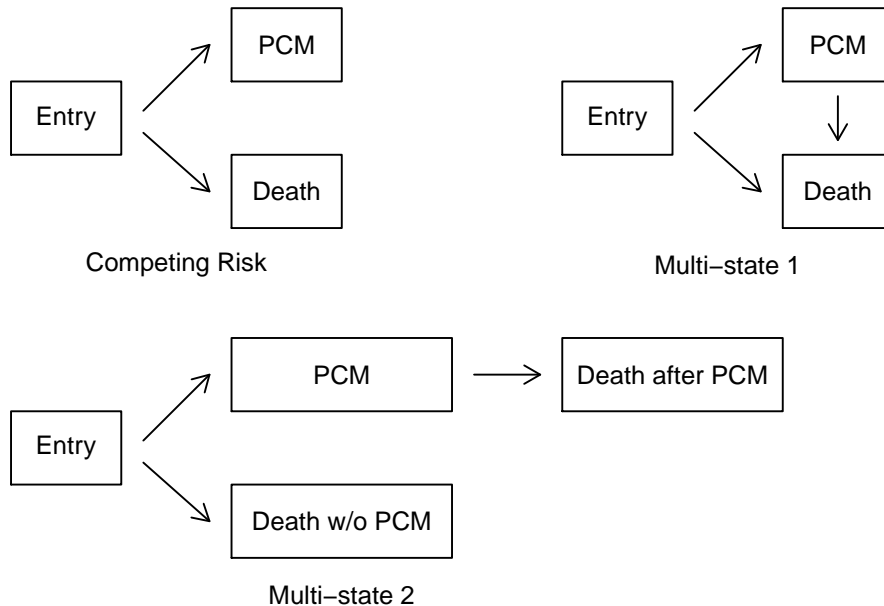 PCM
Entry
Death
Competing Risk
PCM
Entry
Death
Multi−state 1
PCM
Death after PCM
Entry
Death w/o PCM
Multi−state 2